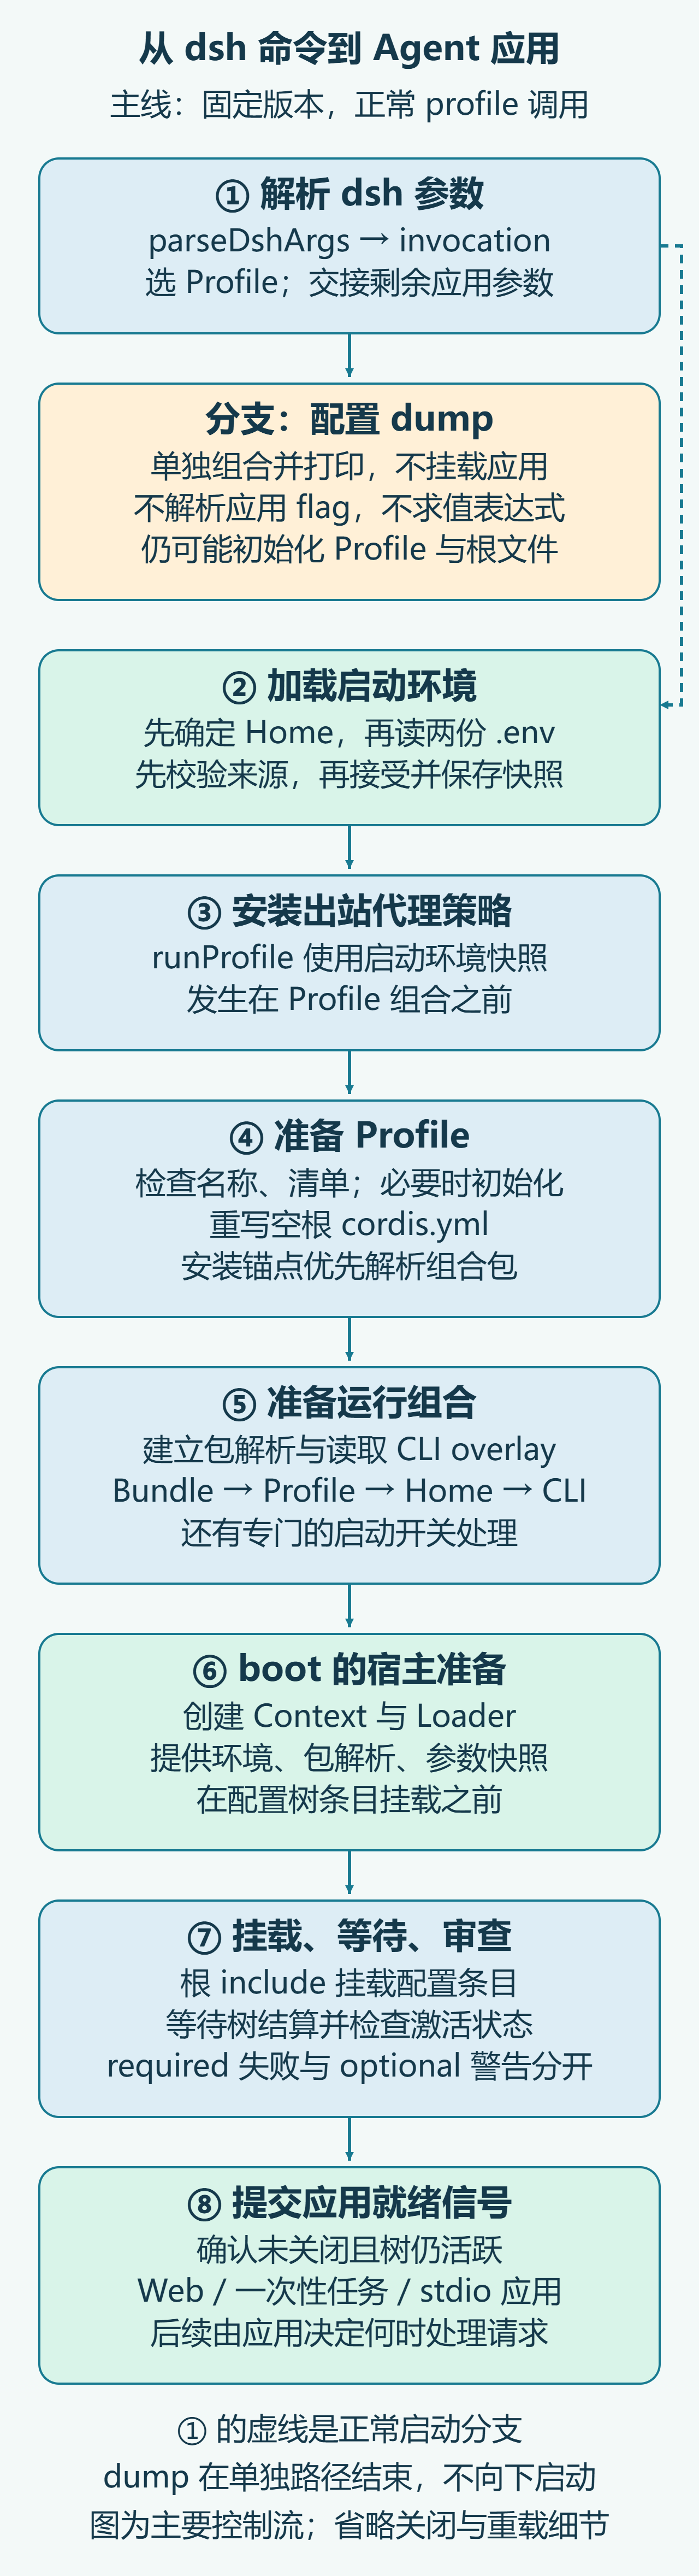 从 dsh 命令到 Agent 应用
主线：固定版本，正常 profile 调用
① 解析 dsh 参数
parseDshArgs → invocation
选 Profile；交接剩余应用参数
分支：配置 dump
单独组合并打印，不挂载应用
不解析应用 flag，不求值表达式
仍可能初始化 Profile 与根文件
② 加载启动环境
先确定 Home，再读两份 .env
先校验来源，再接受并保存快照
③ 安装出站代理策略
runProfile 使用启动环境快照
发生在 Profile 组合之前
④ 准备 Profile
检查名称、清单；必要时初始化
重写空根 cordis.yml
安装锚点优先解析组合包
⑤ 准备运行组合
建立包解析与读取 CLI overlay
Bundle → Profile → Home → CLI
还有专门的启动开关处理
⑥ boot 的宿主准备
创建 Context 与 Loader
提供环境、包解析、参数快照
在配置树条目挂载之前
⑦ 挂载、等待、审查
根 include 挂载配置条目
等待树结算并检查激活状态
required 失败与 optional 警告分开
⑧ 提交应用就绪信号
确认未关闭且树仍活跃
Web / 一次性任务 / stdio 应用
后续由应用决定何时处理请求
① 的虚线是正常启动分支
dump 在单独路径结束，不向下启动
图为主要控制流；省略关闭与重载细节